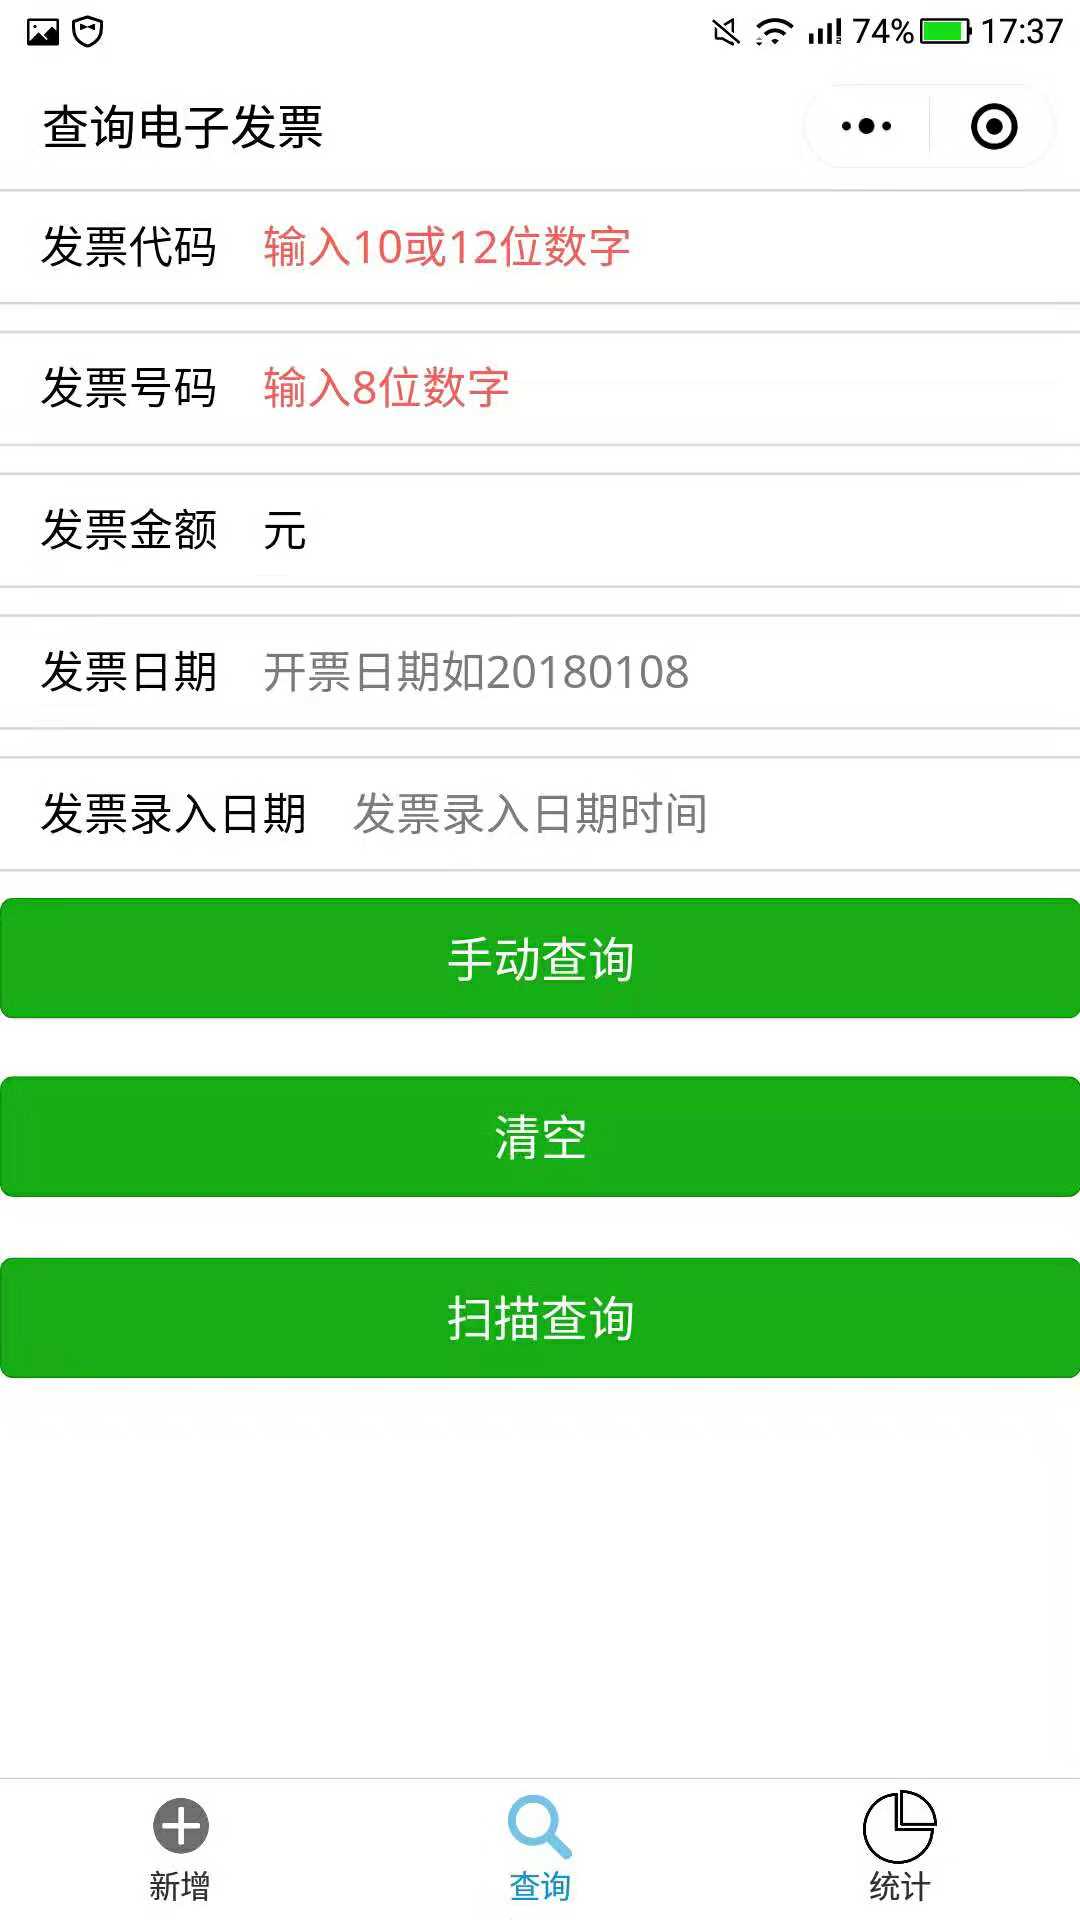 74% 17:37
查询电子发票
发票代码 输入10或12位数字
发票号码 输入8位数字
发票金额 元
发票日期 开票日期如20180108
发票录入日期 发票录入日期时间
手动查询
清空
扫描查询
新增 查询 统计